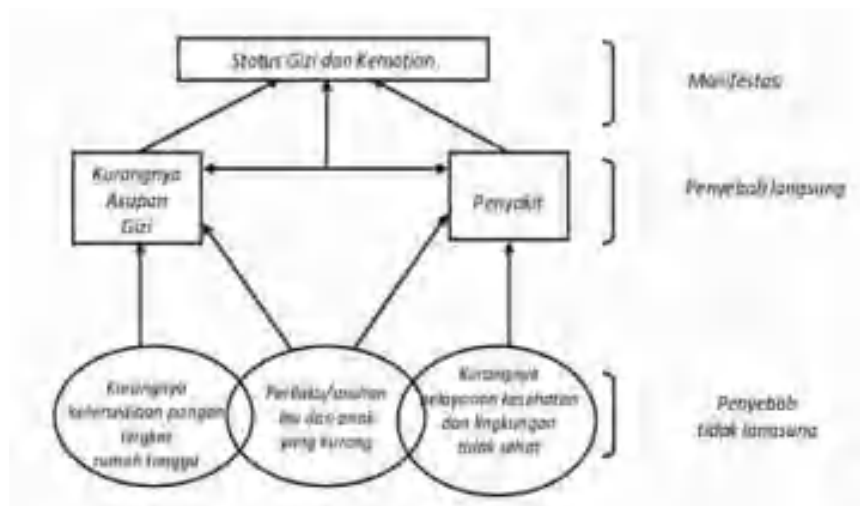 Status Gizi dan Kematian
Manifestasi
Kurangnya
Asupan
Gizi
Penyakit
Penyebab langsung
Kurangnya
ketersediaan pangan
tingkat
rumah tangga
Perilaku/asuhan
ibu dan anak
yang kurang
Kurangnya
pelayanan kesehatan
dan lingkungan
tidak sehat
Penyebab
tidak langsung